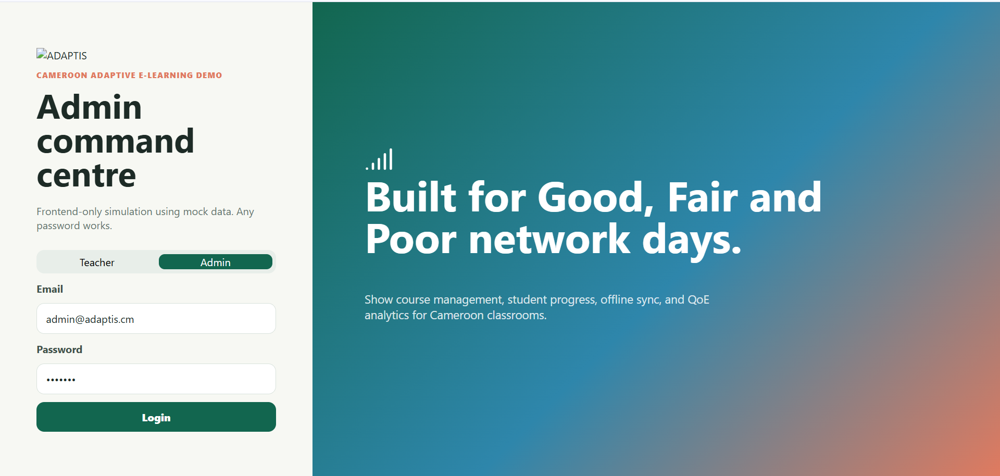 ADAPTIS
CAMEROON ADAPTIVE E-LEARNING DEMO
Admin
command
centre
Frontend-only simulation using mock data. Any
password works.
Teacher
Admin
Email
admin@adaptis.cm
Password
•••••••
Login
Built for Good, Fair and
Poor network days.
Show course management, student progress, offline sync, and QoE
analytics for Cameroon classrooms.